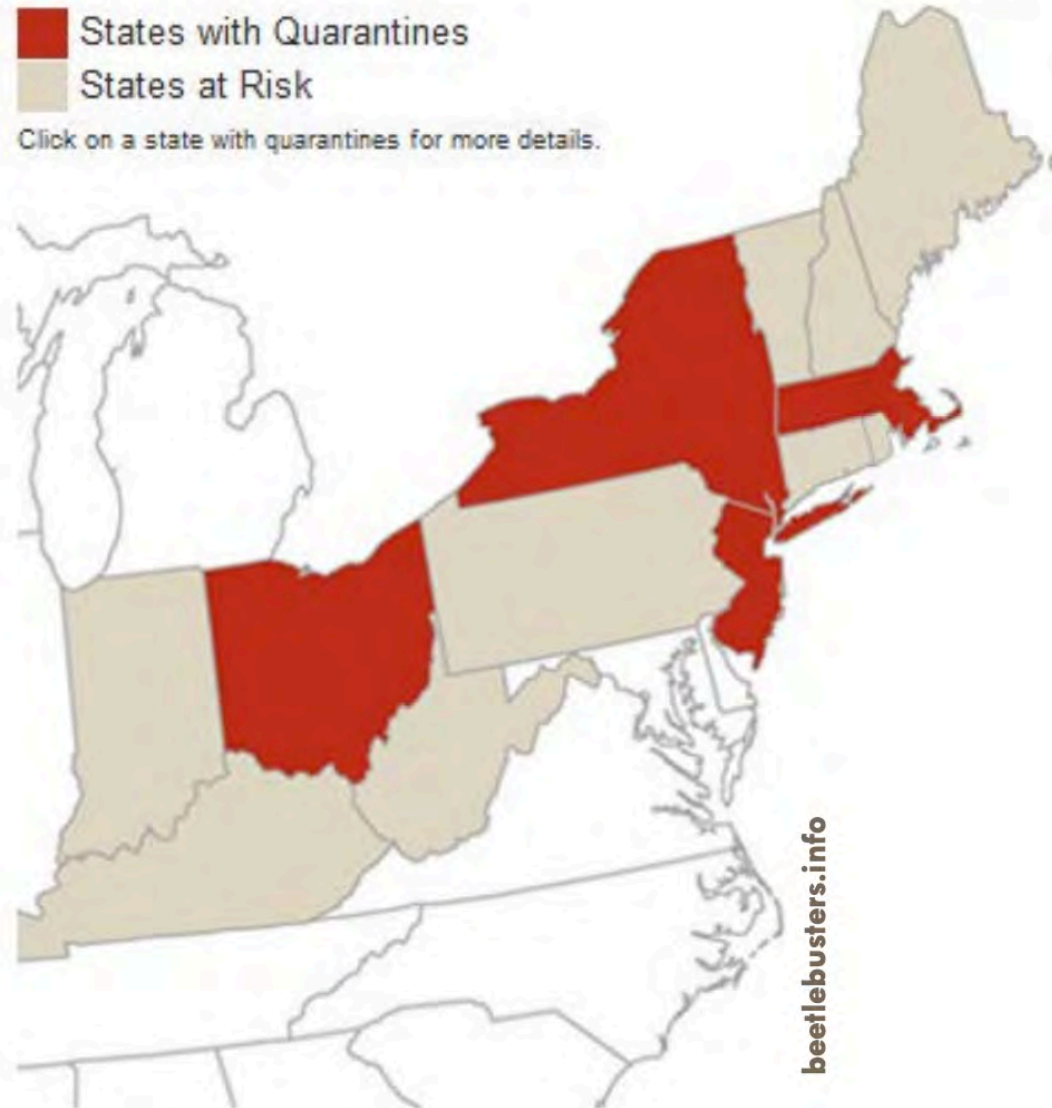 States with Quarantines
States at Risk
Click on a state with quarantines for more details.
beetlebusters.info